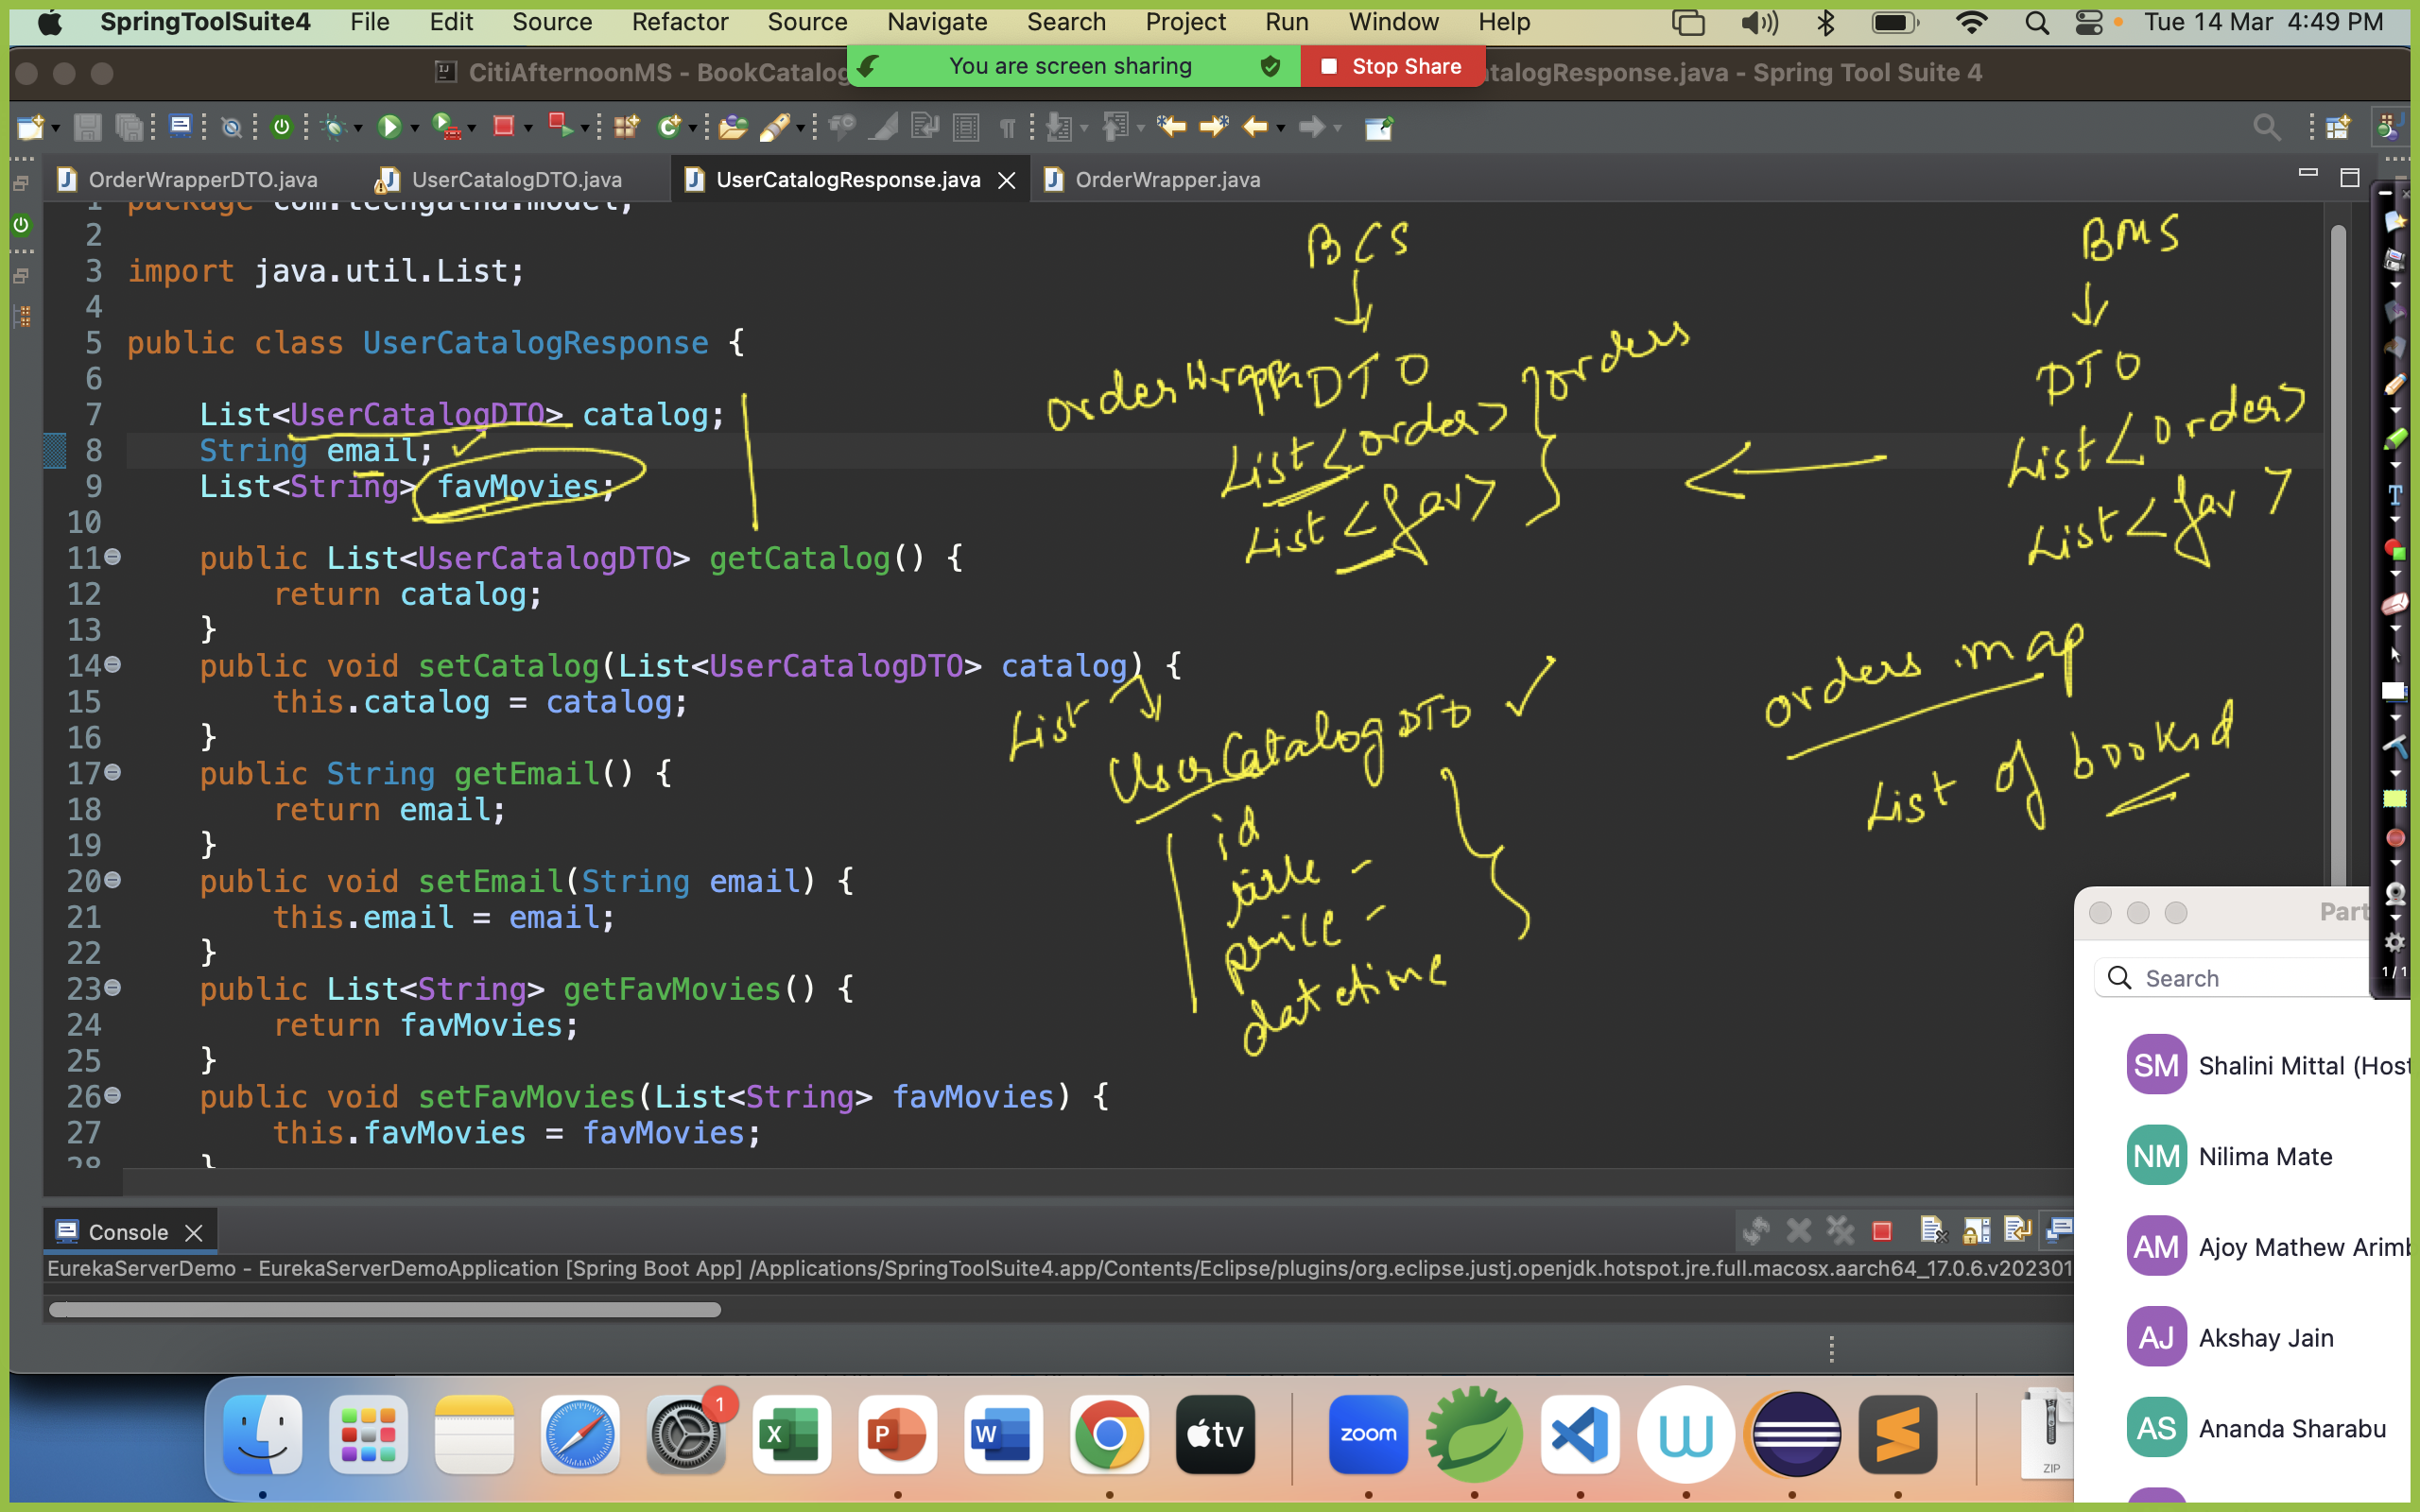 SpringToolSuite4 File Edit Source Refactor Source Navigate Search Project Run Window Help Tue 14 Mar 4:49 PM
CitiAfternoonMS - BookCatalog
You are screen sharing
Stop Share
talogResponse.java - Spring Tool Suite 4
OrderWrapperDTO.java
UserCatalogDTO.java
UserCatalogResponse.java
OrderWrapper.java
1 package com.techgatha.model;
2
3 import java.util.List;
4
5 public class UserCatalogResponse {
6
7 List<UserCatalogDTO> catalog;
8 String email;
9 List<String> favMovies;
10
11 public List<UserCatalogDTO> getCatalog() {
12 return catalog;
13 }
14 public void setCatalog(List<UserCatalogDTO> catalog) {
15 this.catalog = catalog;
16 }
17 public String getEmail() {
18 return email;
19 }
20 public void setEmail(String email) {
21 this.email = email;
22 }
23 public List<String> getFavMovies() {
24 return favMovies;
25 }
26 public void setFavMovies(List<String> favMovies) {
27 this.favMovies = favMovies;
28 }
BCS
DTO
List<order>
List<fav>
orders
BMS
DTO
List<orders>
List<fav>
List
UserCatalogDTO
id
title -
price -
datetime
orders.map
List of bookid
Part
Search
SM Shalini Mittal (Host
NM Nilima Mate
AM Ajoy Mathew Arimb
AJ Akshay Jain
AS Ananda Sharabu
1/1
Console
EurekaServerDemo - EurekaServerDemoApplication [Spring Boot App] /Applications/SpringToolSuite4.app/Contents/Eclipse/plugins/org.eclipse.justj.openjdk.hotspot.jre.full.macosx.aarch64_17.0.6.v202301
1
X
P
W
tv
zoom
ZIP